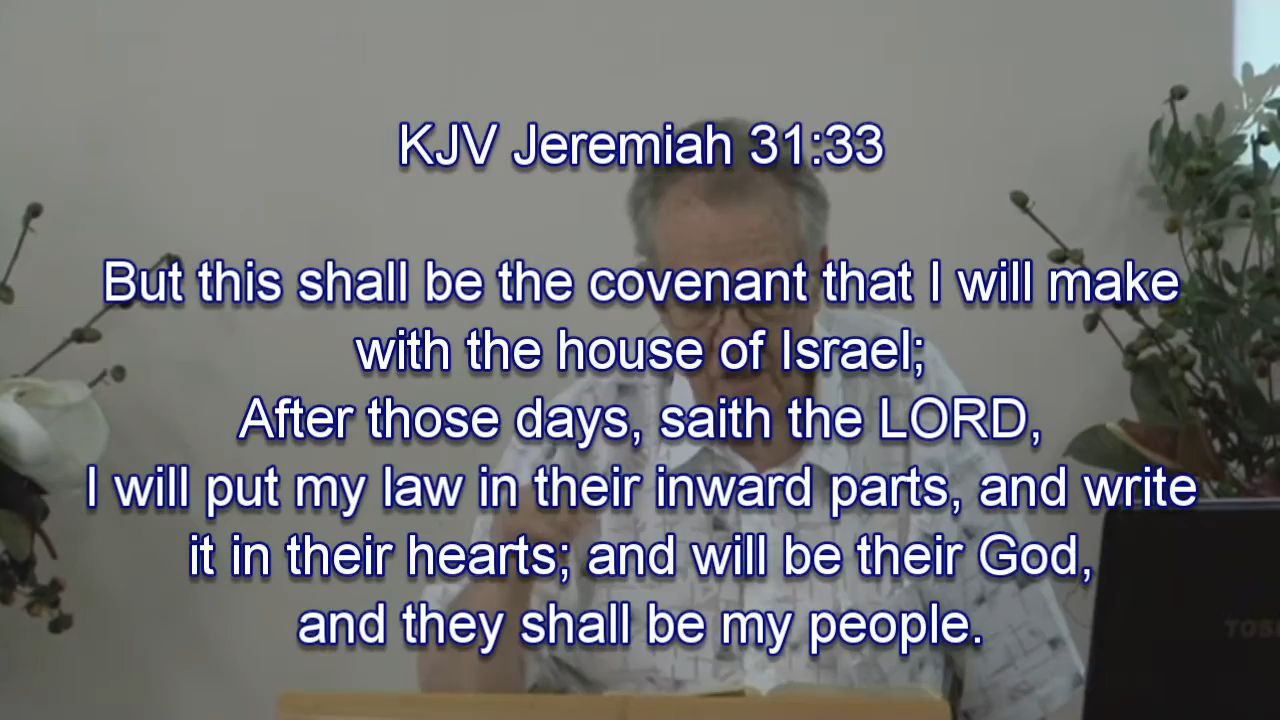 KJV Jeremiah 31:33
But this shall be the covenant that I will make
with the house of Israel;
After those days, saith the LORD,
I will put my law in their inward parts, and write
it in their hearts; and will be their God,
and they shall be my people.